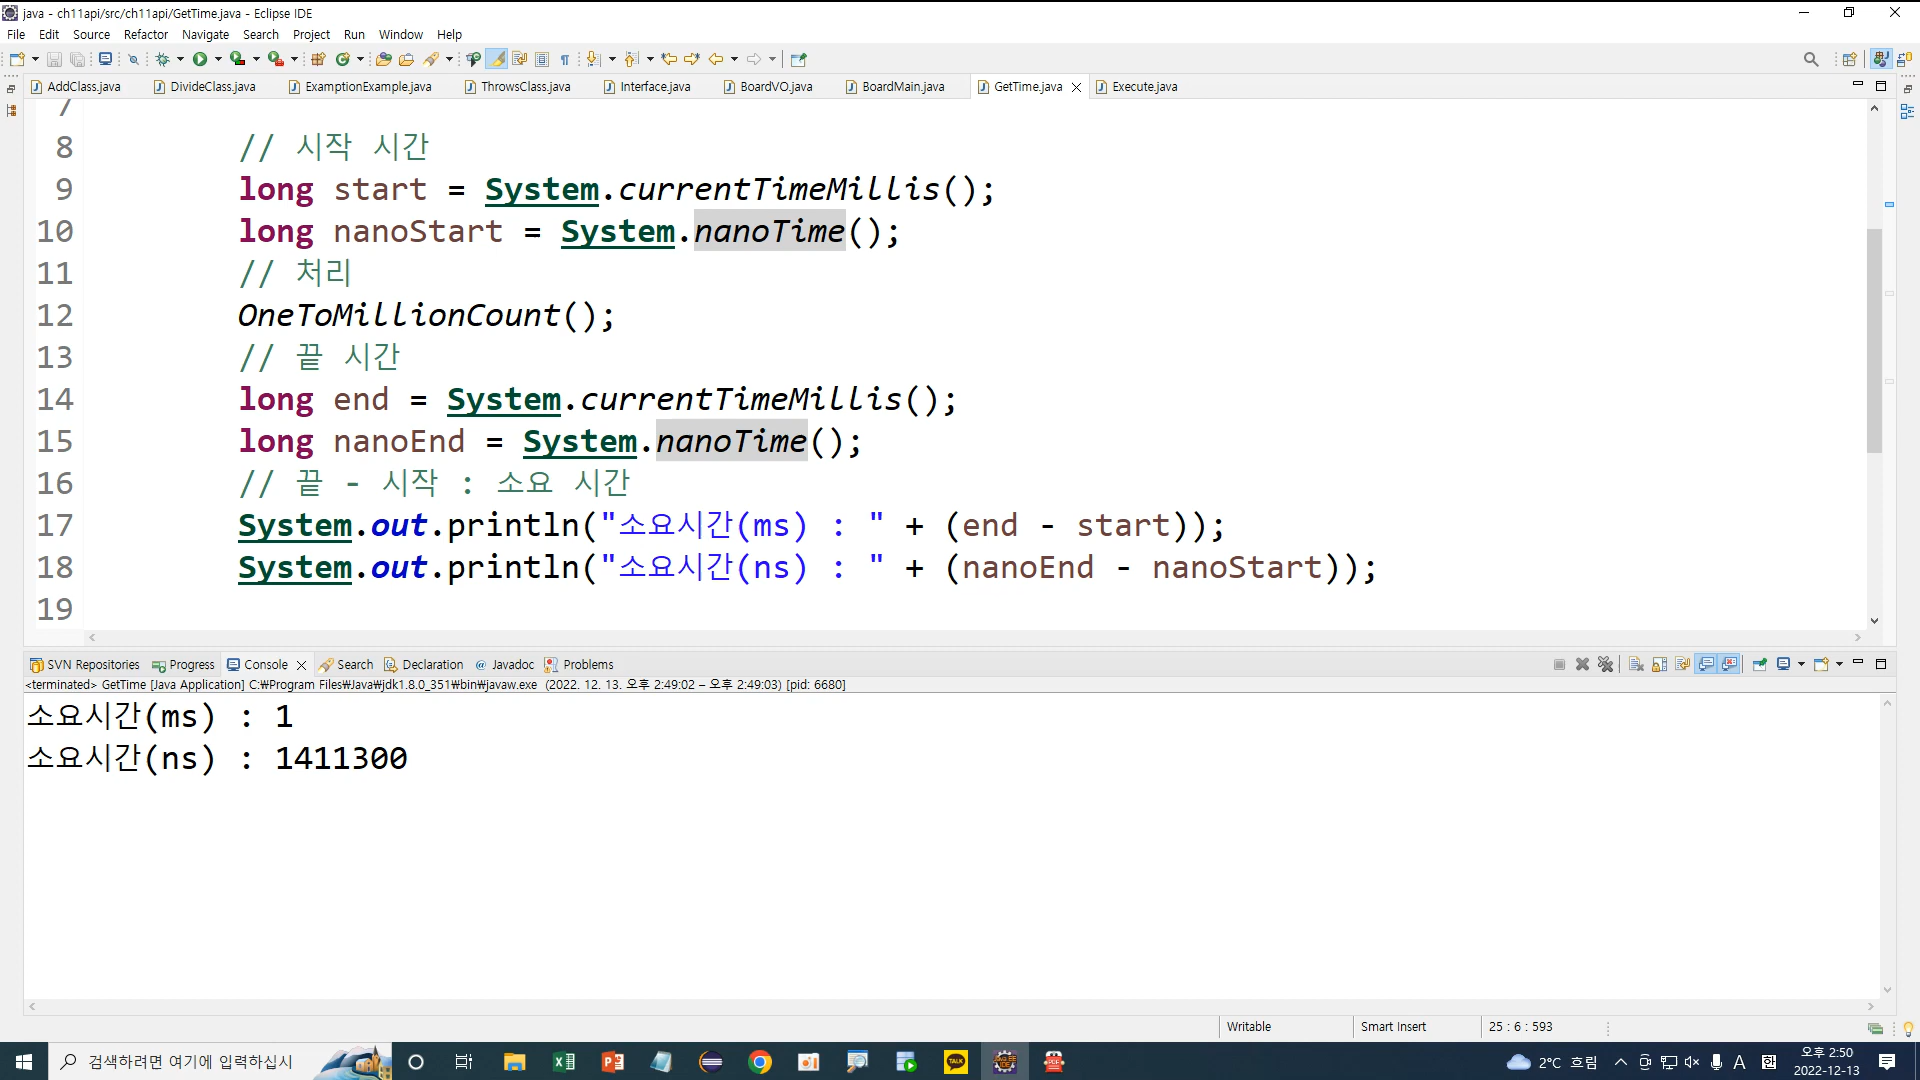 java - ch11api/src/ch11api/GetTime.java - Eclipse IDE
File Edit Source Refactor Navigate Search Project Run Window Help
AddClass.java DivideClass.java ExamptionExample.java ThrowsClass.java Interface.java BoardVO.java BoardMain.java GetTime.java Execute.java
7
8 // 시작 시간
9 long start = System.currentTimeMillis();
10 long nanoStart = System.nanoTime();
11 // 처리
12 OneToMillionCount();
13 // 끝 시간
14 long end = System.currentTimeMillis();
15 long nanoEnd = System.nanoTime();
16 // 끝 - 시작 : 소요 시간
17 System.out.println("소요시간(ms) : " + (end - start));
18 System.out.println("소요시간(ns) : " + (nanoEnd - nanoStart));
19
SVN Repositories Progress Console Search Declaration @ Javadoc Problems
<terminated> GetTime [Java Application] C:₩Program Files₩Java₩jdk1.8.0_351₩bin₩javaw.exe (2022. 12. 13. 오후 2:49:02 – 오후 2:49:03) [pid: 6680]
소요시간(ms) : 1
소요시간(ns) : 1411300
Writable Smart Insert 25 : 6 : 593
검색하려면 여기에 입력하십시
TALK
2°C 흐림
A
오후 2:50
2022-12-13